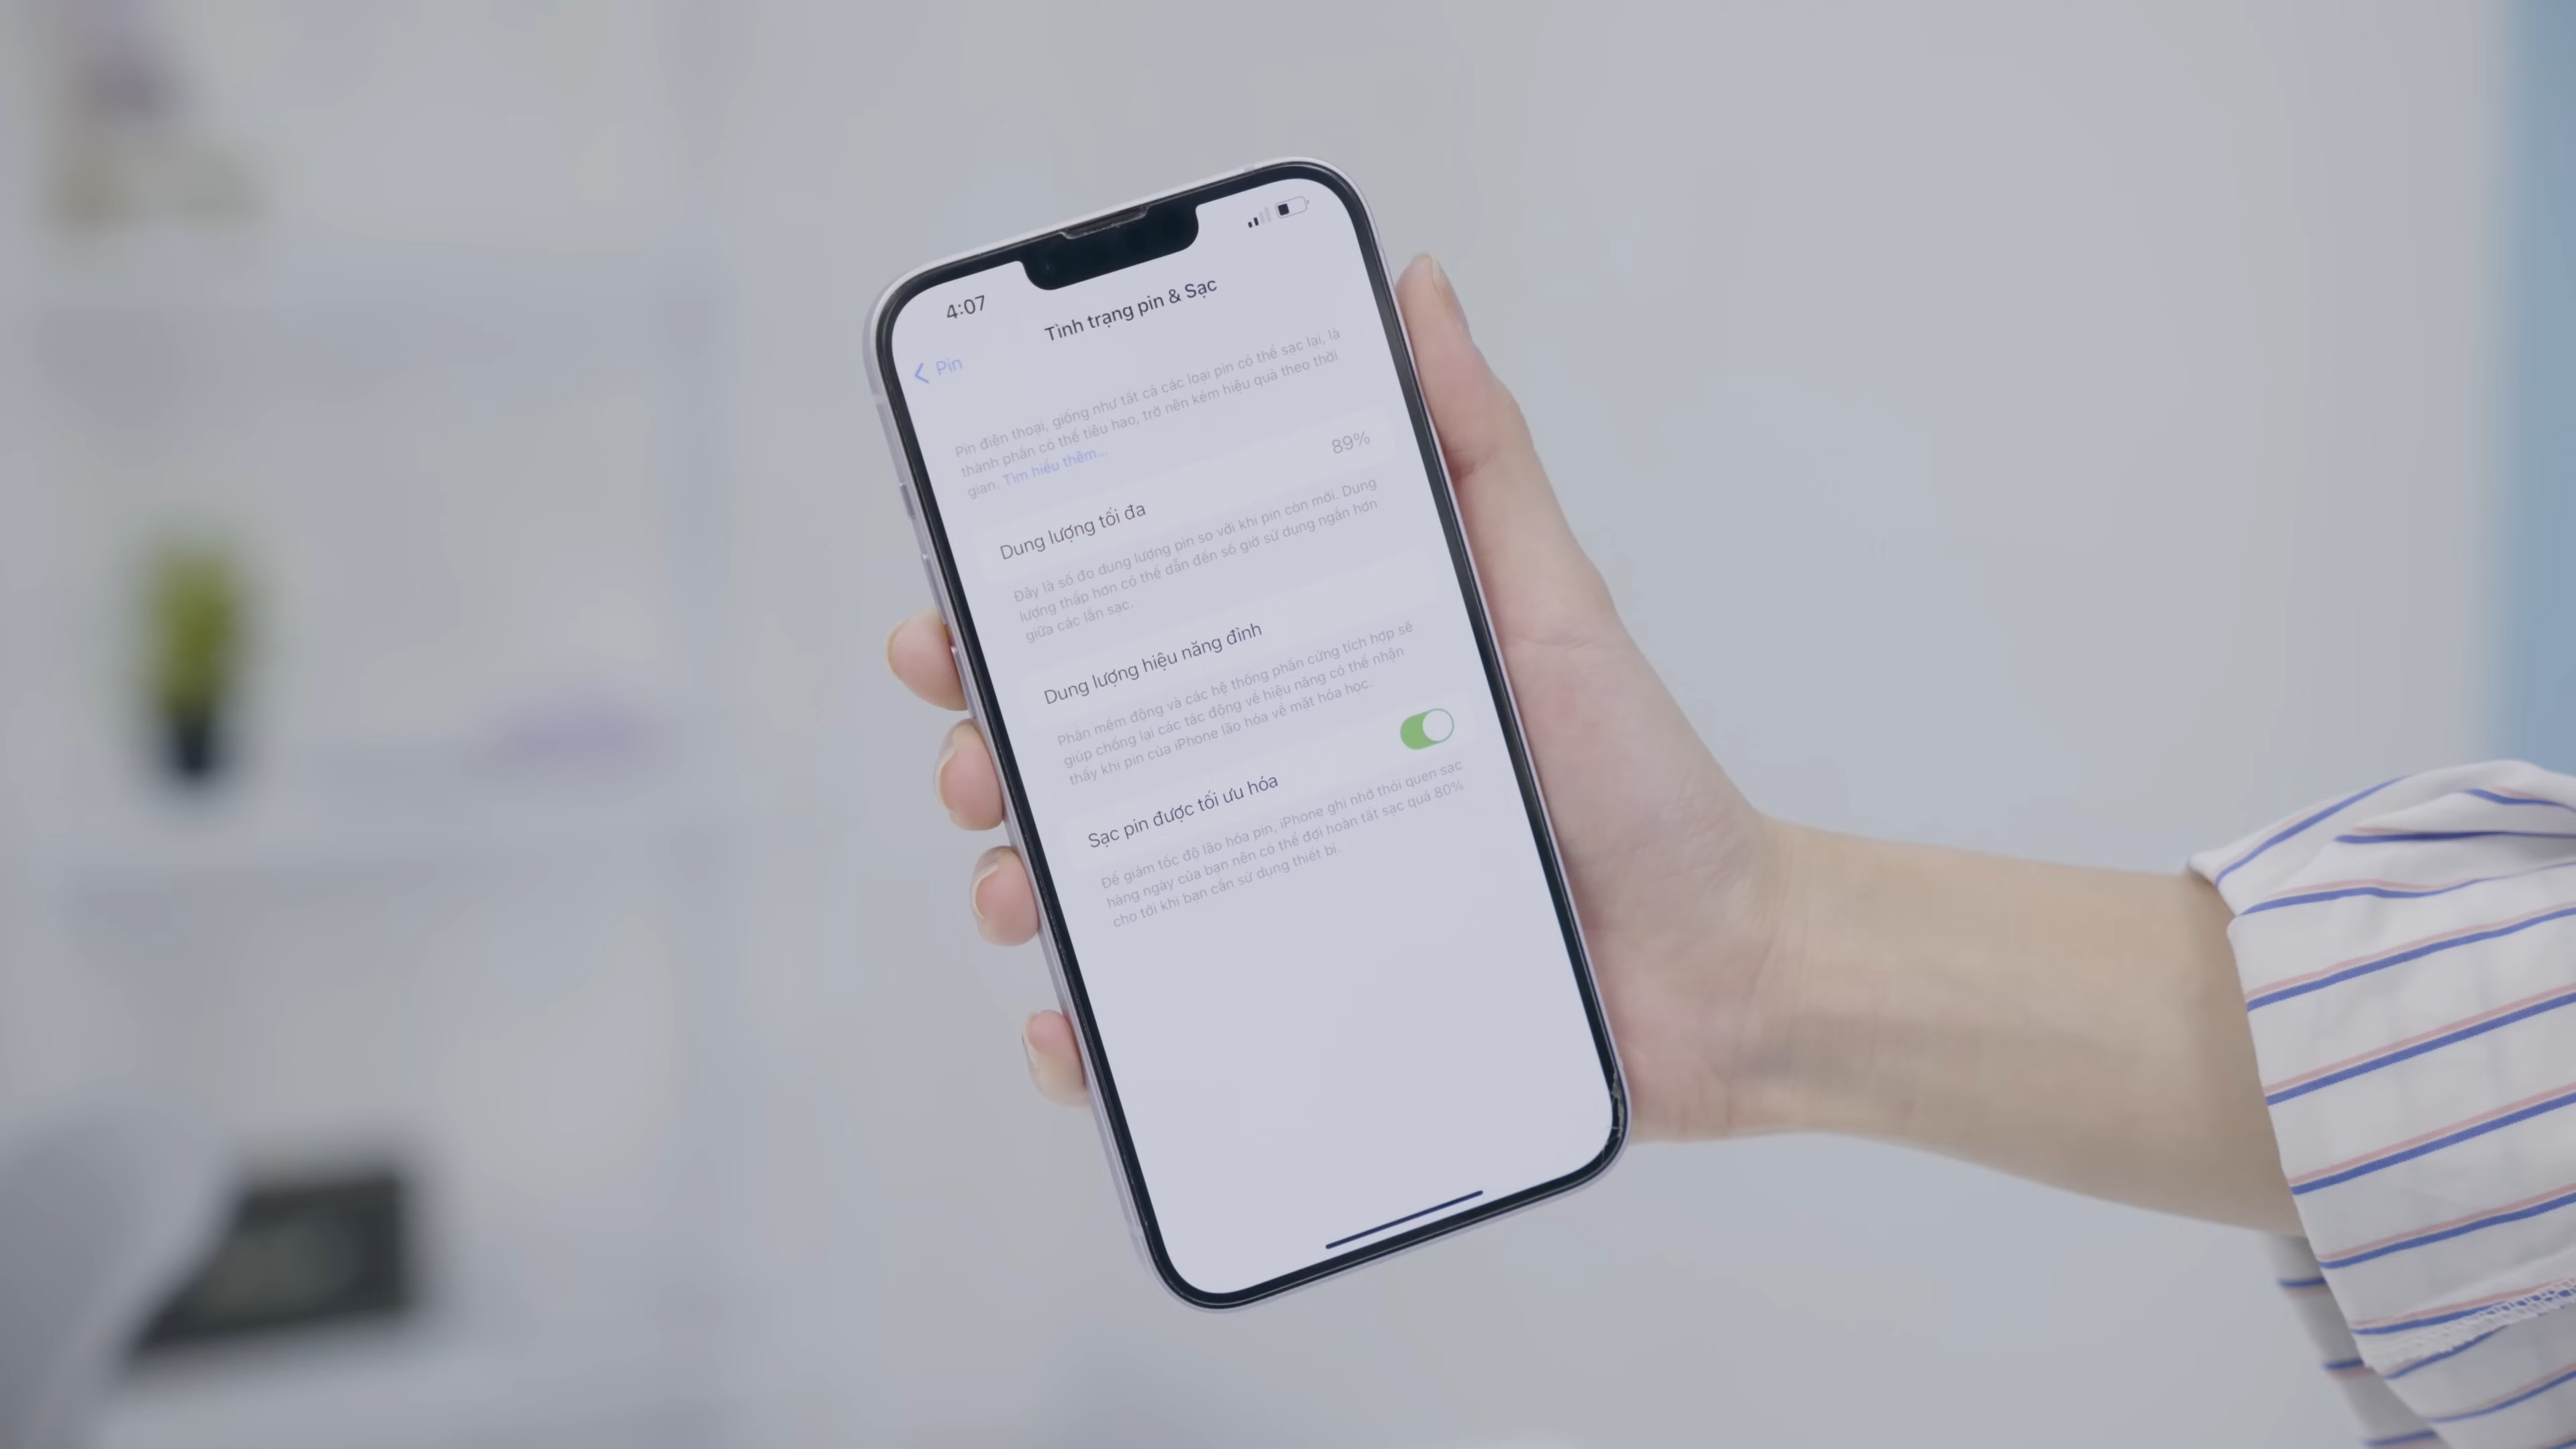 4:07
Pin
Tình trạng pin & Sạc
Pin điện thoại, giống như tất cả các loại pin có thể sạc lại, là
thành phần có thể tiêu hao, trở nên kém hiệu quả theo thời
gian. Tìm hiểu thêm...
Dung lượng tối đa 89%
Đây là số đo dung lượng pin so với khi pin còn mới. Dung
lượng thấp hơn có thể dẫn đến số giờ sử dụng ngắn hơn
giữa các lần sạc.
Dung lượng hiệu năng đỉnh
Phần mềm động và các hệ thống phần cứng tích hợp sẽ
giúp chống lại các tác động về hiệu năng có thể nhận
thấy khi pin của iPhone lão hóa về mặt hóa học.
Sạc pin được tối ưu hóa
Để giảm tốc độ lão hóa pin, iPhone ghi nhớ thói quen sạc
hàng ngày của bạn nên có thể đợi hoàn tất sạc quá 80%
cho tới khi bạn cần sử dụng thiết bị.